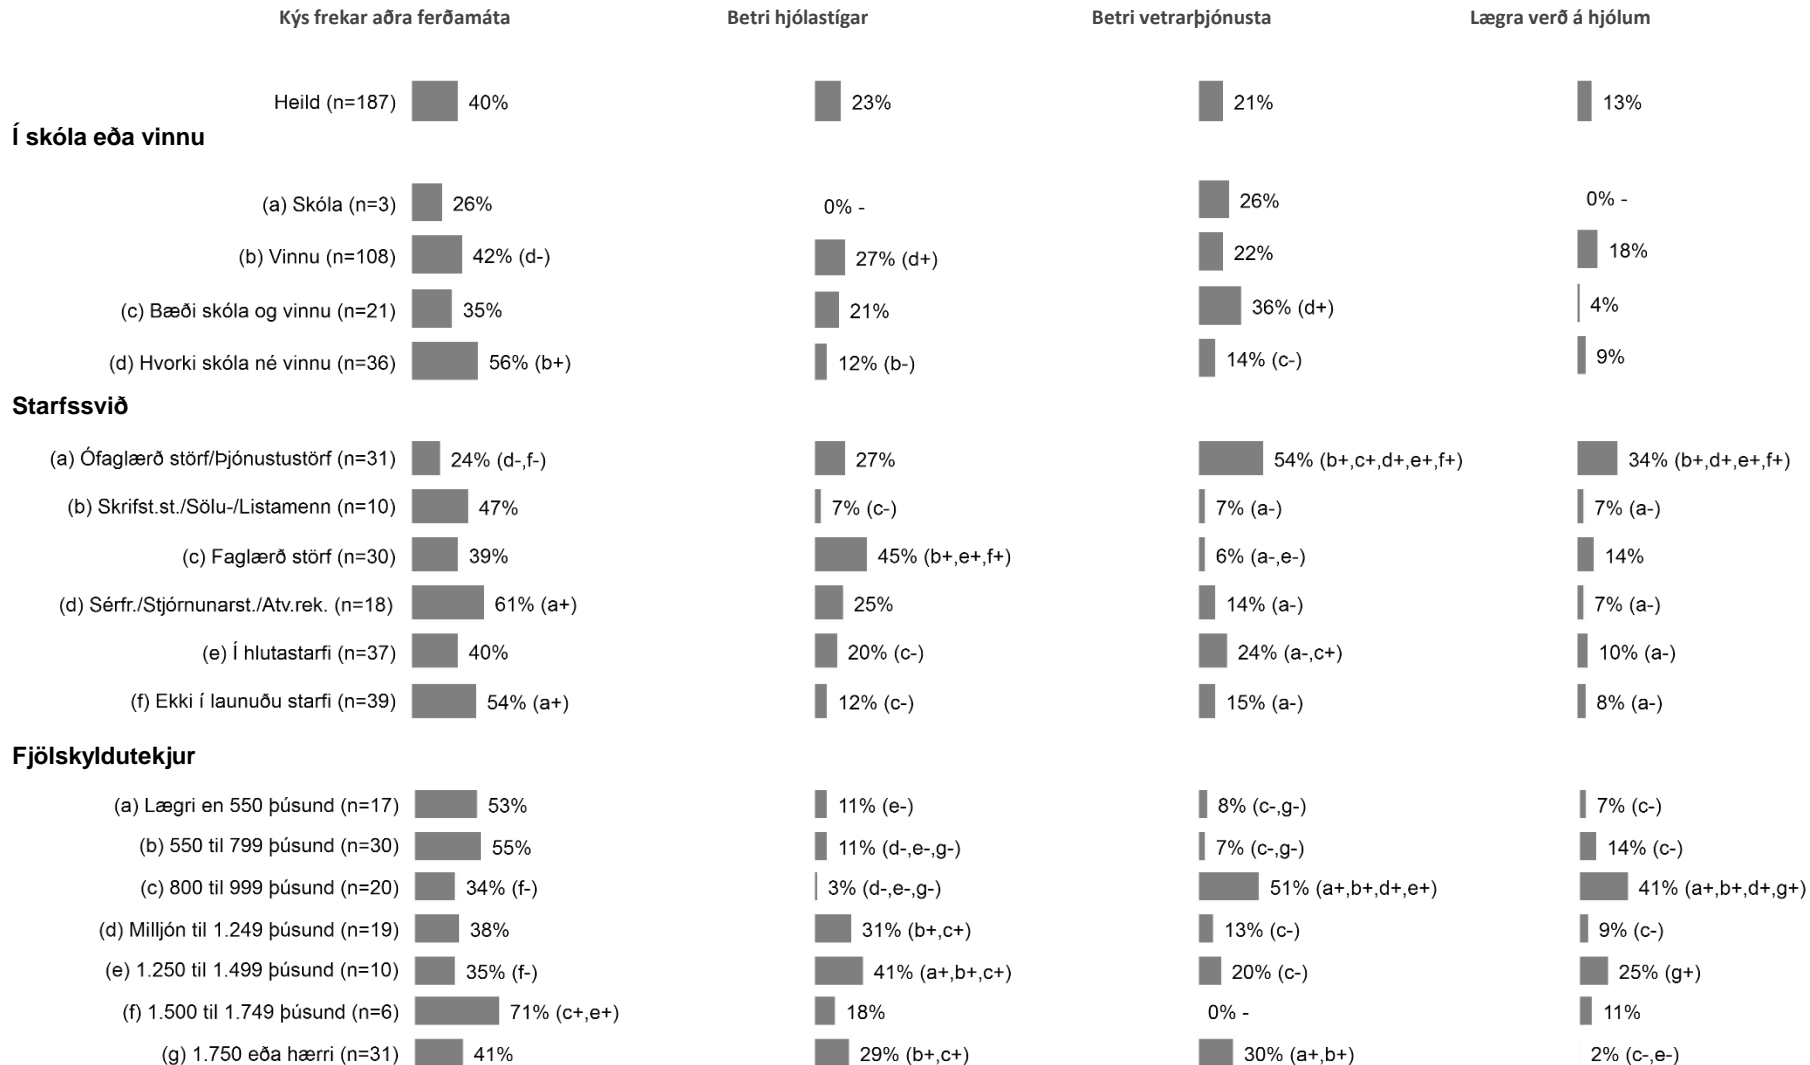 Kýs frekar aðra ferðamáta Betri hjólastígar Betri vetrarþjónusta Lægra verð á hjólum
Heild (n=187) 40% 23% 21% 13%
Í skóla eða vinnu
(a) Skóla (n=3) 26% 0% - 26% 0% -
(b) Vinnu (n=108) 42% (d-) 27% (d+) 22% 18%
(c) Bæði skóla og vinnu (n=21) 35% 21% 36% (d+) 4%
(d) Hvorki skóla né vinnu (n=36) 56% (b+) 12% (b-) 14% (c-) 9%
Starfssvið
(a) Ófaglærð störf/Þjónustustörf (n=31) 24% (d-,f-) 27% 54% (b+,c+,d+,e+,f+) 34% (b+,d+,e+,f+)
(b) Skrifst.st./Sölu-/Listamenn (n=10) 47% 7% (c-) 7% (a-) 7% (a-)
(c) Faglærð störf (n=30) 39% 45% (b+,e+,f+) 6% (a-,e-) 14%
(d) Sérfr./Stjórnunarst./Atv.rek. (n=18) 61% (a+) 25% 14% (a-) 7% (a-)
(e) Í hlutastarfi (n=37) 40% 20% (c-) 24% (a-,c+) 10% (a-)
(f) Ekki í launuðu starfi (n=39) 54% (a+) 12% (c-) 15% (a-) 8% (a-)
Fjölskyldutekjur
(a) Lægri en 550 þúsund (n=17) 53% 11% (e-) 8% (c-,g-) 7% (c-)
(b) 550 til 799 þúsund (n=30) 55% 11% (d-,e-,g-) 7% (c-,g-) 14% (c-)
(c) 800 til 999 þúsund (n=20) 34% (f-) 3% (d-,e-,g-) 51% (a+,b+,d+,e+) 41% (a+,b+,d+,g+)
(d) Milljón til 1.249 þúsund (n=19) 38% 31% (b+,c+) 13% (c-) 9% (c-)
(e) 1.250 til 1.499 þúsund (n=10) 35% (f-) 41% (a+,b+,c+) 20% (c-) 25% (g+)
(f) 1.500 til 1.749 þúsund (n=6) 71% (c+,e+) 18% 0% - 11%
(g) 1.750 eða hærri (n=31) 41% 29% (b+,c+) 30% (a+,b+) 2% (c-,e-)